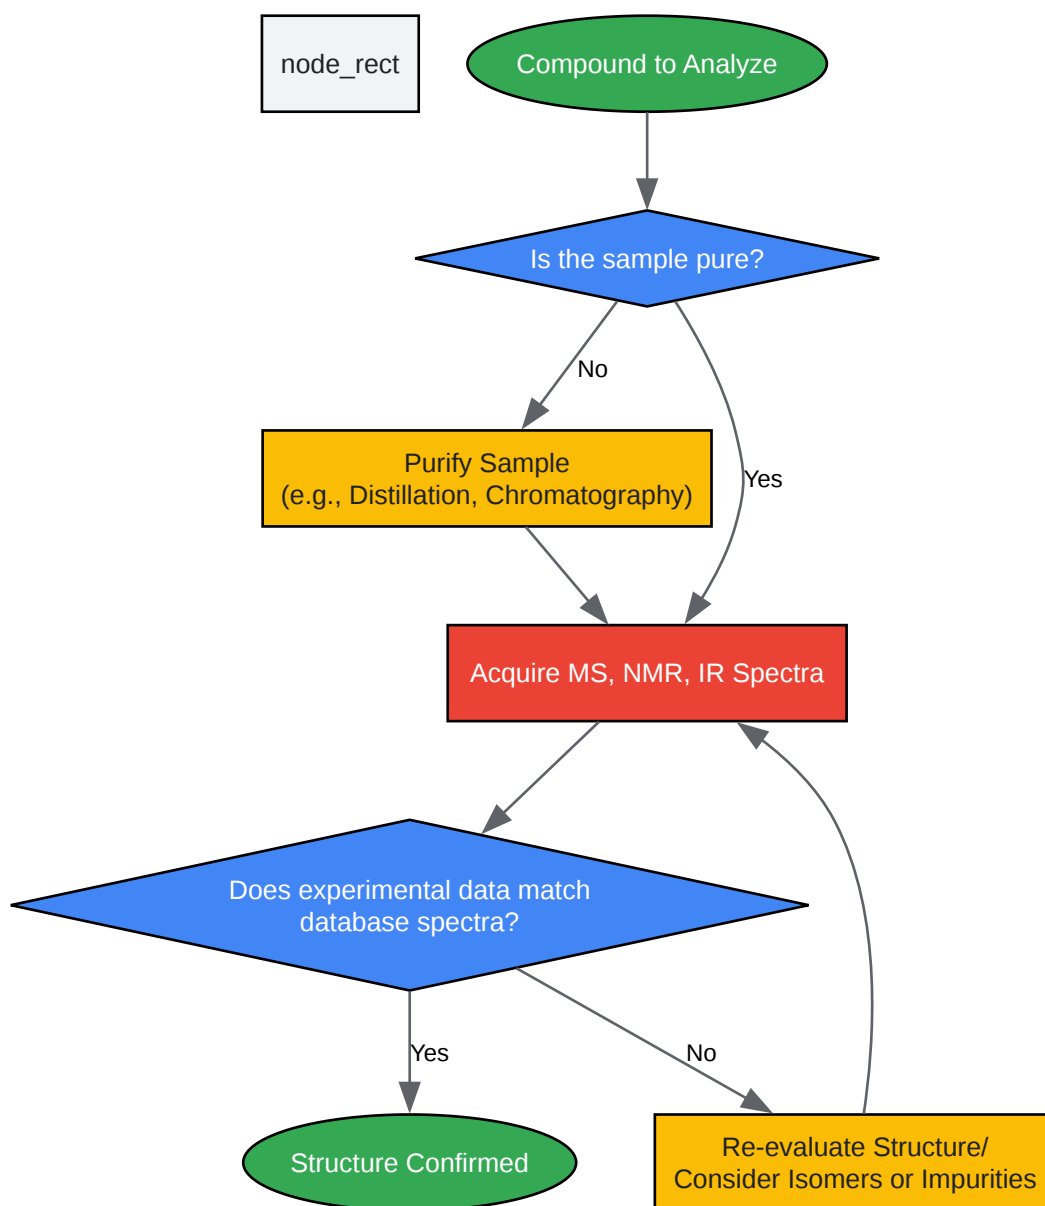 node_rect
Compound to Analyze
Is the sample pure?
No
Purify Sample
(e.g., Distillation, Chromatography)
Yes
Acquire MS, NMR, IR Spectra
Does experimental data match
database spectra?
Yes
No
Structure Confirmed
Re-evaluate Structure/
Consider Isomers or Impurities